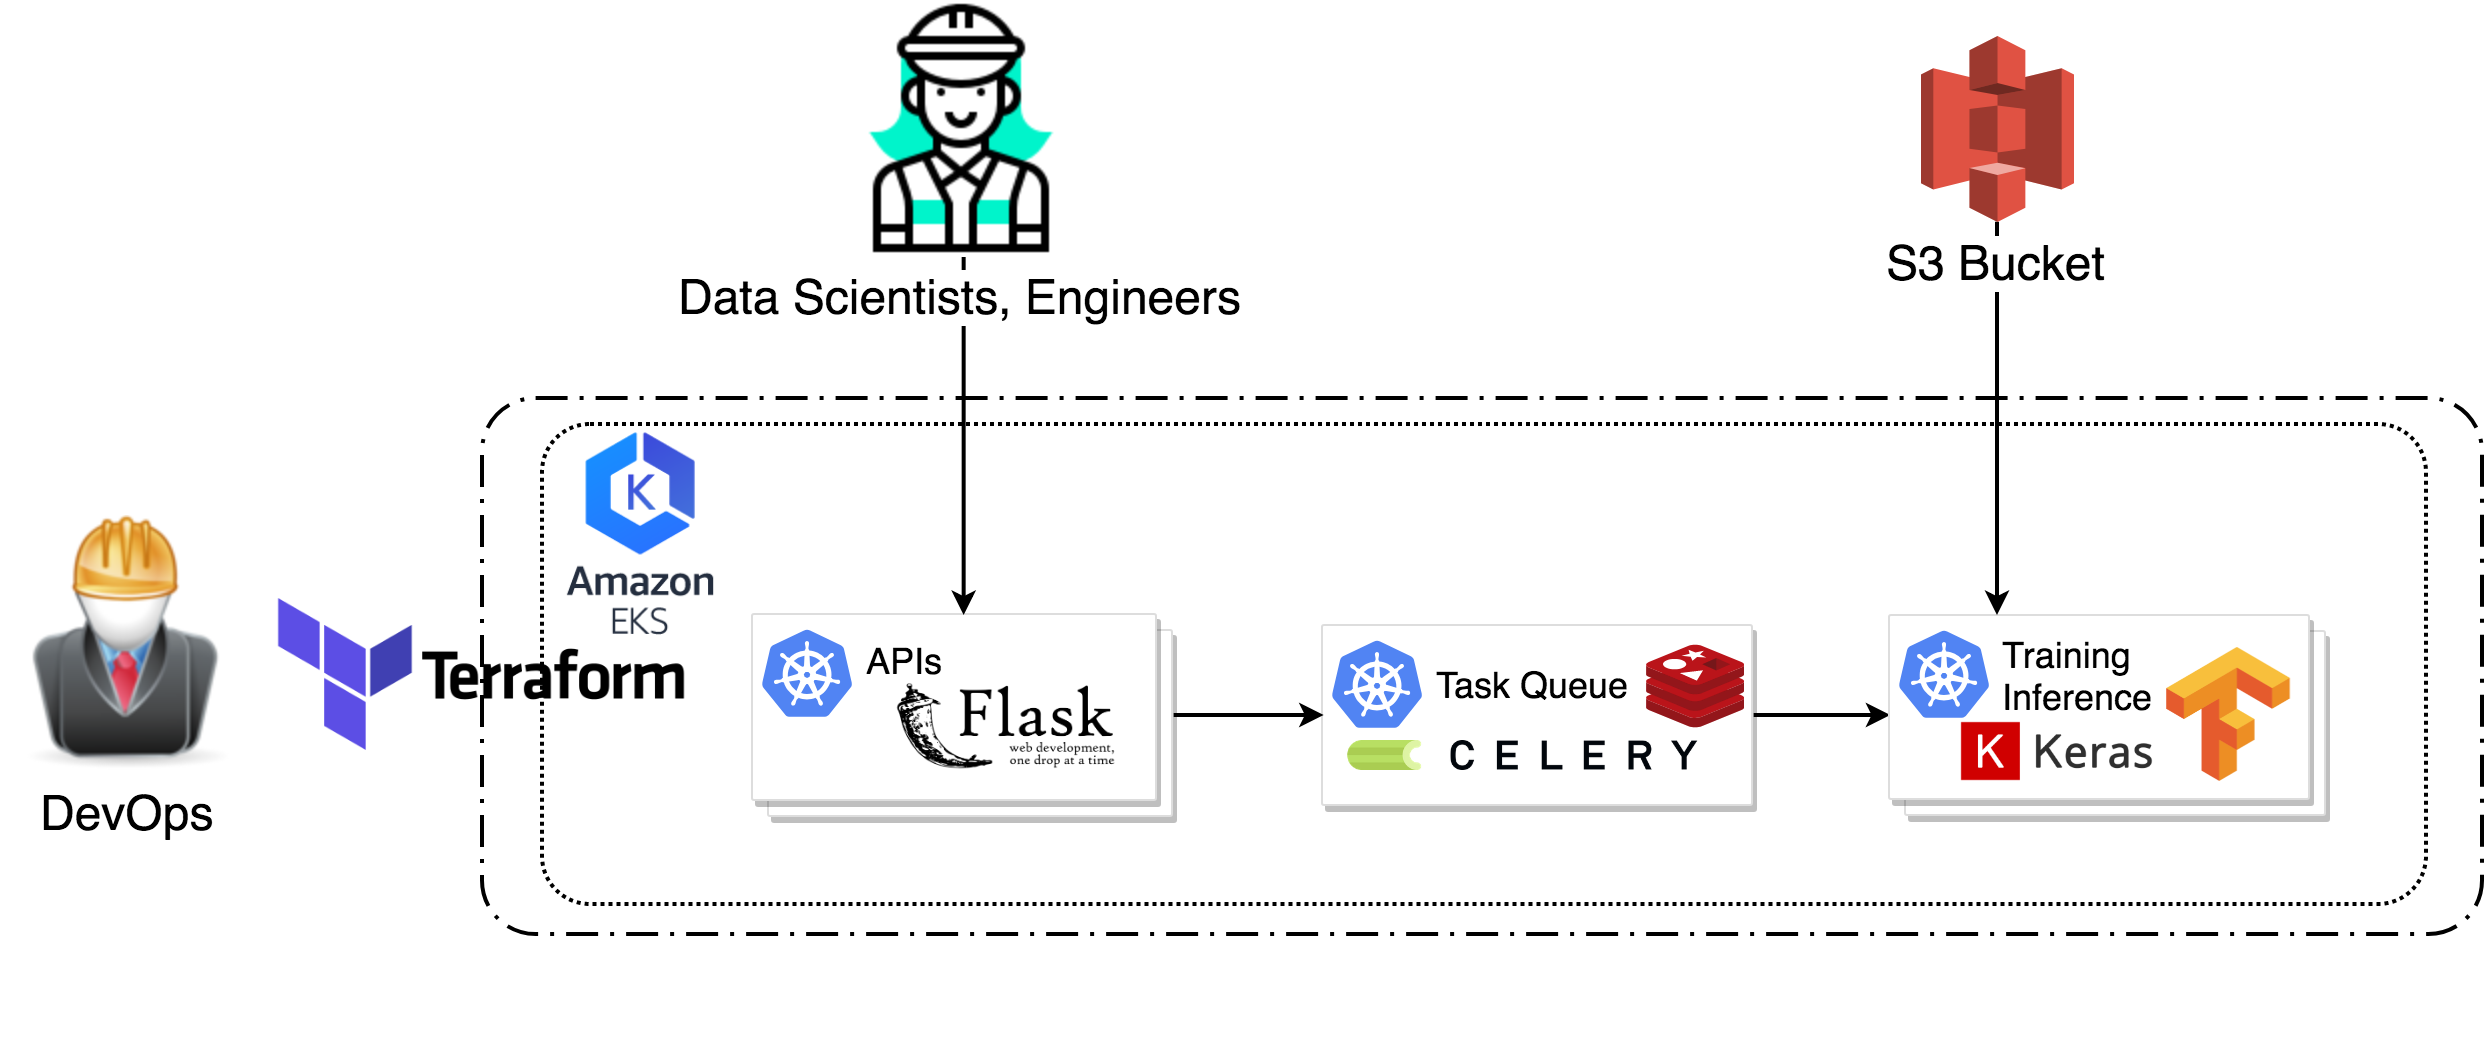 Data Scientists, Engineers
S3 Bucket
K
Amazon
EKS
DevOps
Terraform
APIs
Flask
web development,
one drop at a time
Task Queue
CELERY
Training
Inference
K Keras